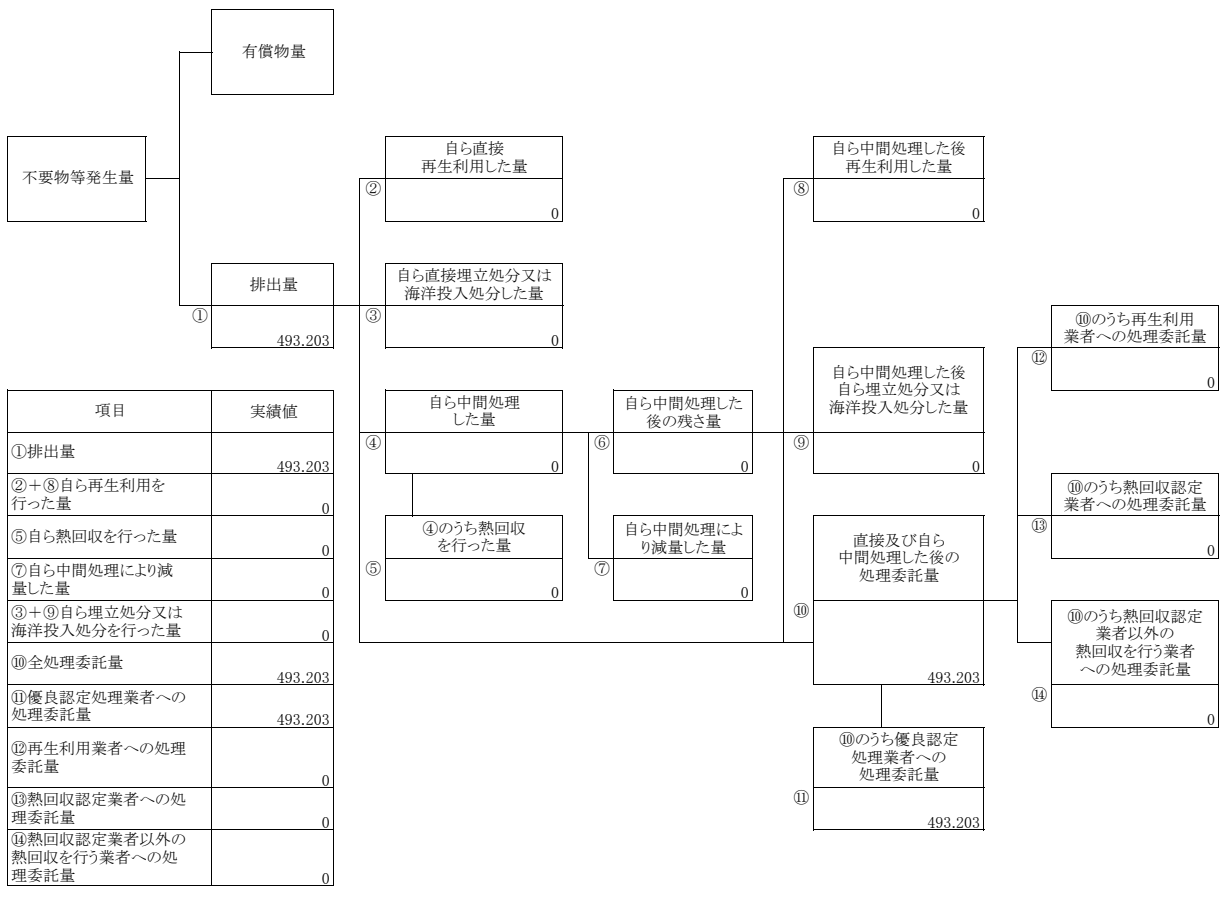 有償物量
不要物等発生量
自ら直接
再生利用した量
②
0
自ら中間処理した後
再生利用した量
⑧
0
排出量
①
493.203
自ら直接埋立処分又は
海洋投入処分した量
③
0
⑩のうち再生利用
業者への処理委託量
⑫
0
自ら中間処理
した量
④
0
自ら中間処理した
後の残さ量
⑥
0
自ら中間処理した後
自ら埋立処分又は
海洋投入処分した量
⑨
0
④のうち熱回収
を行った量
⑤
0
自ら中間処理によ
り減量した量
⑦
0
直接及び自ら
中間処理した後の
処理委託量
⑩
493.203
⑩のうち熱回収認定
業者への処理委託量
⑬
0
⑩のうち熱回収認定
業者以外の
熱回収を行う業者
への処理委託量
⑭
0
⑩のうち優良認定
処理業者への
処理委託量
⑪
493.203
項目 実績値
①排出量
493.203
②＋⑧自ら再生利用を
行った量
0
⑤自ら熱回収を行った量
0
⑦自ら中間処理により減
量した量
0
③＋⑨自ら埋立処分又は
海洋投入処分を行った量
0
⑩全処理委託量
493.203
⑪優良認定処理業者への
処理委託量
493.203
⑫再生利用業者への処理
委託量
0
⑬熱回収認定業者への処
理委託量
0
⑭熱回収認定業者以外の
熱回収を行う業者への処
理委託量
0